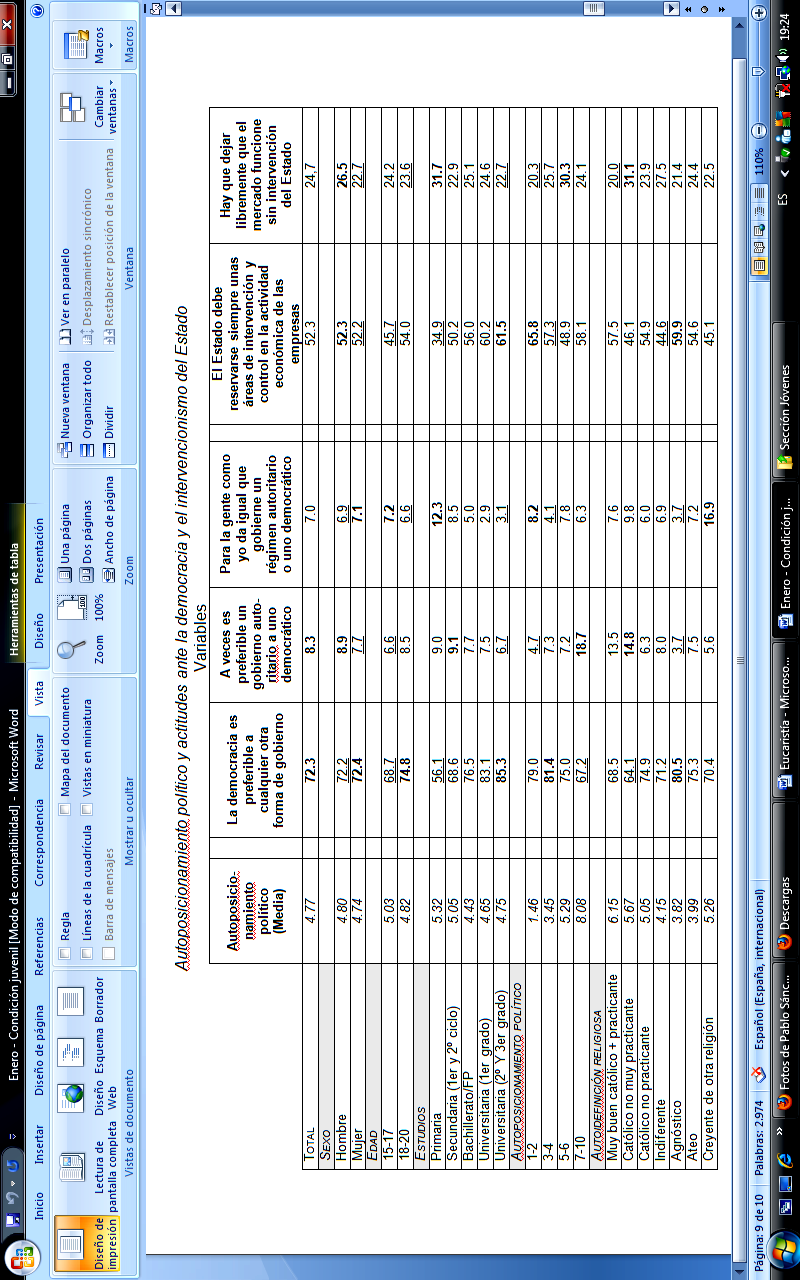 Enero - Condición juvenil [Modo de compatibilidad] - Microsoft Word
Herramientas de tabla
Inicio Insertar Diseño de página Referencias Correspondencia Revisar Vista Diseño Presentación
Diseño de impresión
Lectura de pantalla completa
Diseño Web
Esquema
Borrador
Vistas de documento
Regla
Líneas de la cuadrícula
Barra de mensajes
Mapa del documento
Vistas en miniatura
Mostrar u ocultar
Zoom
100%
Una página
Dos páginas
Ancho de página
Zoom
Nueva ventana
Organizar todo
Dividir
Ver en paralelo
Desplazamiento sincrónico
Restablecer posición de la ventana
Cambiar ventanas
Ventana
Macros
Macros
Autoposicionamiento político y actitudes ante la democracia y el intervencionismo del Estado
Variables
Autoposicio-
namiento
político
(Media)
La democracia es
preferible a
cualquier otra
forma de gobierno
A veces es
preferible un
gobierno auto-
ritario a uno
democrático
Para la gente como
yo da igual que
gobierne un
régimen autoritario
o uno democrático
El Estado debe
reservarse siempre unas
áreas de intervención y
control en la actividad
económica de las
empresas
Hay que dejar
libremente que el
mercado funcione
sin intervención
del Estado
TOTAL 4.77 72.3 8.3 7.0 52.3 24,7
SEXO
Hombre 4.80 72.2 8.9 6.9 52.3 26.5
Mujer 4.74 72.4 7.7 7.1 52.2 22.7
EDAD
15-17 5.03 68.7 6.6 7.2 45.7 24.2
18-20 4.82 74.8 8.5 6.6 54.0 23.6
ESTUDIOS
Primaria 5.32 56.1 9.0 12.3 34.9 31.7
Secundaria (1er y 2º ciclo) 5.05 68.6 9.1 8.5 50.2 22.9
Bachillerato/FP 4.43 76.5 7.7 5.0 56.0 25.1
Universitaria (1er grado) 4.65 83.1 7.5 2.9 60.2 24.6
Universitaria (2º Y 3er grado) 4.75 85.3 6.7 3.1 61.5 22.7
AUTOPOSICIONAMIENTO POLÍTICO
1-2 1.46 79.0 4.7 8.2 65.8 20.3
3-4 3.45 81.4 7.3 4.1 57.3 25.7
5-6 5.29 75.0 7.2 7.8 48.9 30.3
7-10 8.08 67.2 18.7 6.3 58.1 24.1
AUTOIDEFINICIÓN RELIGIOSA
Muy buen católico + practicante 6.15 68.5 13.5 7.6 57.5 20.0
Católico no muy practicante 5.67 64.1 14.8 9.8 46.1 31.1
Católico no practicante 5.05 74.9 6.3 6.0 54.9 23.9
Indiferente 4.15 71.2 8.0 6.9 44.6 27.5
Agnóstico 3.82 80.5 3.7 3.7 59.9 21.4
Ateo 3.99 75.3 7.5 7.2 54.6 24.4
Creyente de otra religión 5.26 70.4 5.6 16.9 45.1 22.5
Página: 9 de 10 Palabras: 2.974 Español (España, internacional) 110%
Fotos de Pablo Sánc... Descargas Eucaristía - Microso... Enero - Condición j... Sección Jóvenes ES 19:24